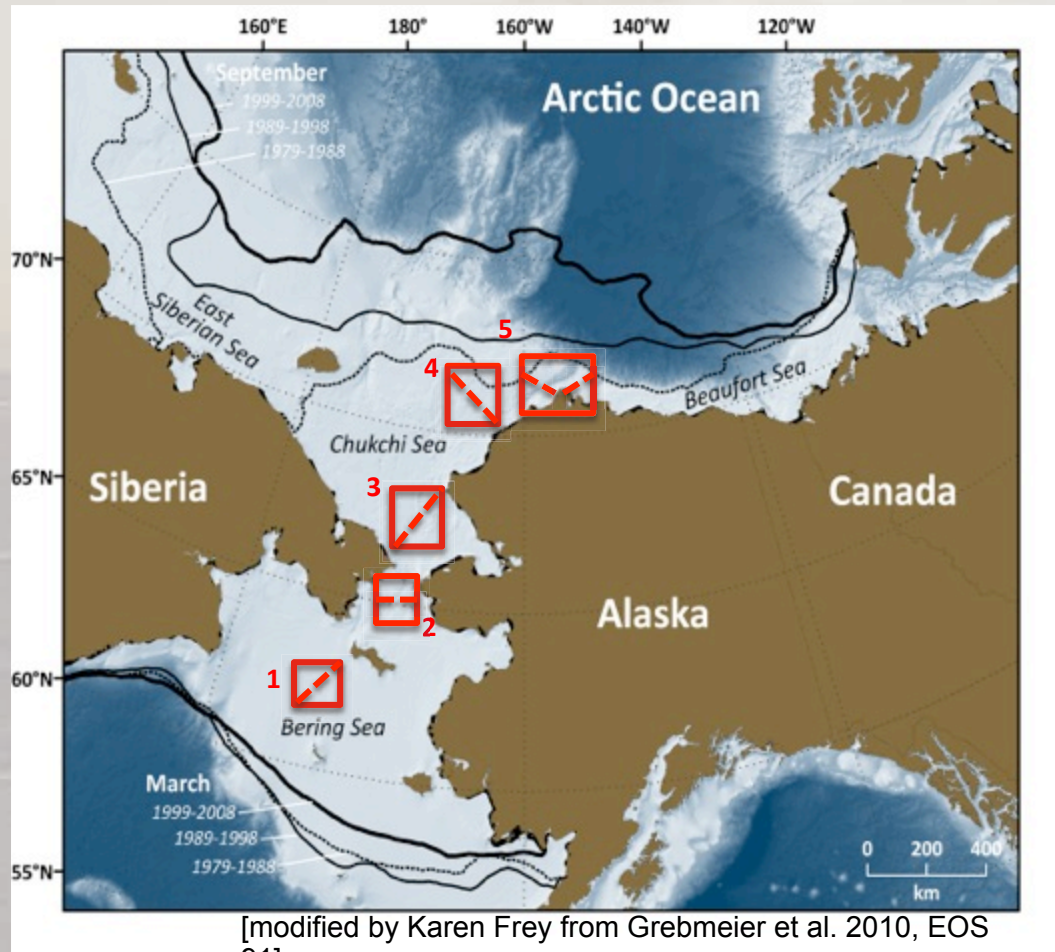 160°E 180° 160°W 140°W 120°W
September
1999-2008
1989-1998
1979-1988
Arctic Ocean
70°N
East
Siberian Sea
5
4
Beaufort Sea
Chukchi Sea
65°N
Siberia
3
Canada
Alaska
2
60°N
1
Bering Sea
March
1999-2008
1989-1998
1979-1988
0 200 400
km
55°N
[modified by Karen Frey from Grebmeier et al. 2010, EOS